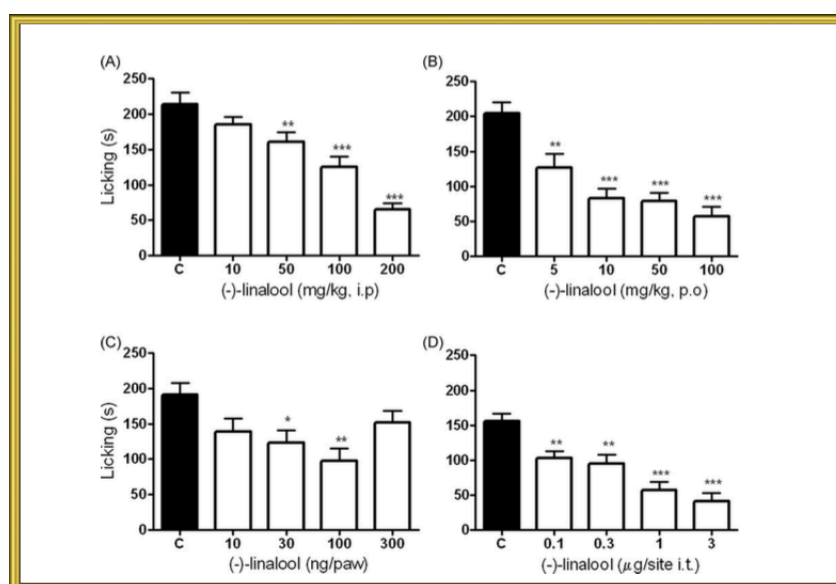 (A)
250
200
150
100
50
0
Licking (s)
** *** ***
C 10 50 100 200
(-)-linalool (mg/kg, i.p)
(B)
250
200
150
100
50
0
** *** *** ***
C 5 10 50 100
(-)-linalool (mg/kg, p.o)
(C)
250
200
150
100
50
0
Licking (s)
* **
C 10 30 100 300
(-)-linalool (ng/paw)
(D)
250
200
150
100
50
0
** ** *** ***
C 0.1 0.3 1 3
(-)-linalool (μg/site i.t.)